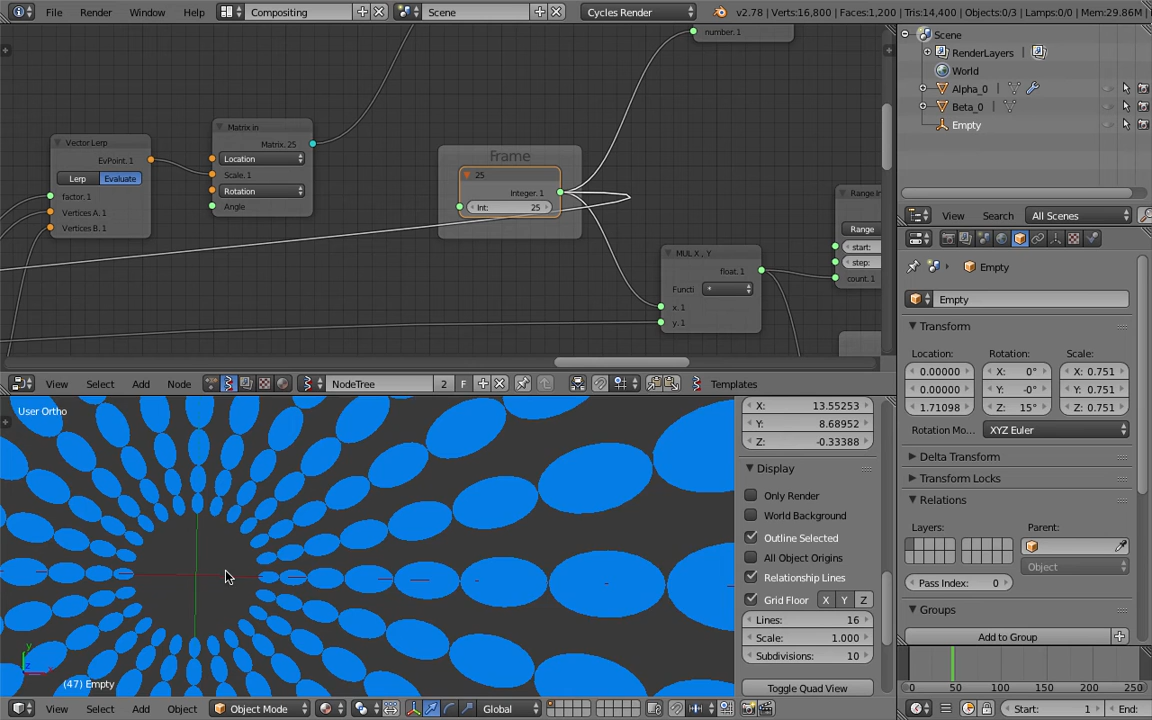 File Render Window Help Compositing Scene Cycles Render v2.78 | Verts:16,800 | Faces:1,200 | Tris:14,400 | Objects:0/3 | Lamps:0/0 | Mem:29.86M
number. 1
Vector Lerp
EvPoint. 1
Lerp Evaluate
factor. 1
Vertices A. 1
Vertices B. 1
Matrix in
Matrix. 25
Location
Scale. 1
Rotation
Angle
Frame
25
Integer. 1
Int: 25
MUL X , Y
float. 1
Functi *
x. 1
y. 1
Range
start:
step:
count. 1
View Select Add Node NodeTree 2 F Templates
Scene
RenderLayers
World
Alpha_0
Beta_0
Empty
View Search All Scenes
Empty
Empty
Transform
Location: Rotation: Scale:
0.00000 X: 0° X: 0.751
0.00000 Y: -0° Y: 0.751
1.71098 Z: 15° Z: 0.751
Rotation Mo... XYZ Euler
Delta Transform
Transform Locks
Relations
Layers: Parent:
Object
Pass Index: 0
Groups
Add to Group
User Ortho
y
x
(47) Empty
X: 13.55253
Y: 8.68952
Z: -0.33388
Display
Only Render
World Background
Outline Selected
All Object Origins
Relationship Lines
Grid Floor X Y Z
Lines: 16
Scale: 1.000
Subdivisions: 10
Toggle Quad View
View Select Add Object Object Mode Global
0 50 100 150 200 250
Start: 1 End: